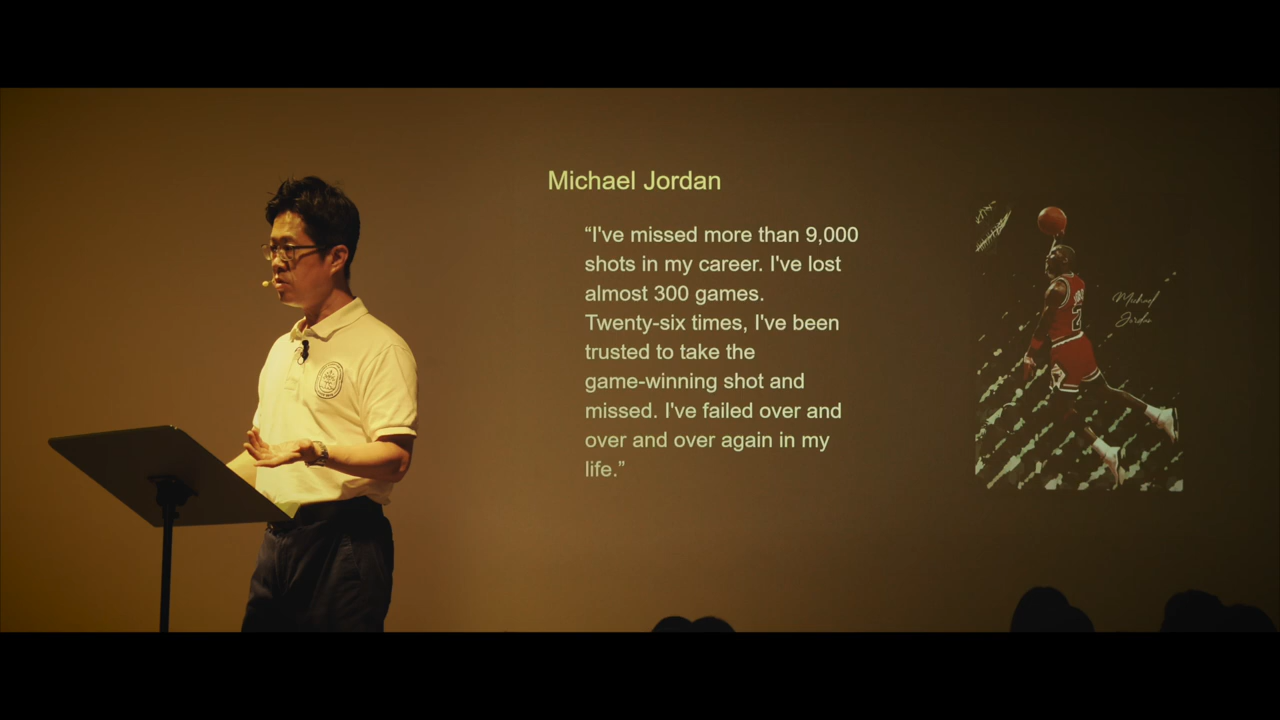 Michael Jordan
“I've missed more than 9,000
shots in my career. I've lost
almost 300 games.
Twenty-six times, I've been
trusted to take the
game-winning shot and
missed. I've failed over and
over and over again in my
life.”
Michael
Jordan